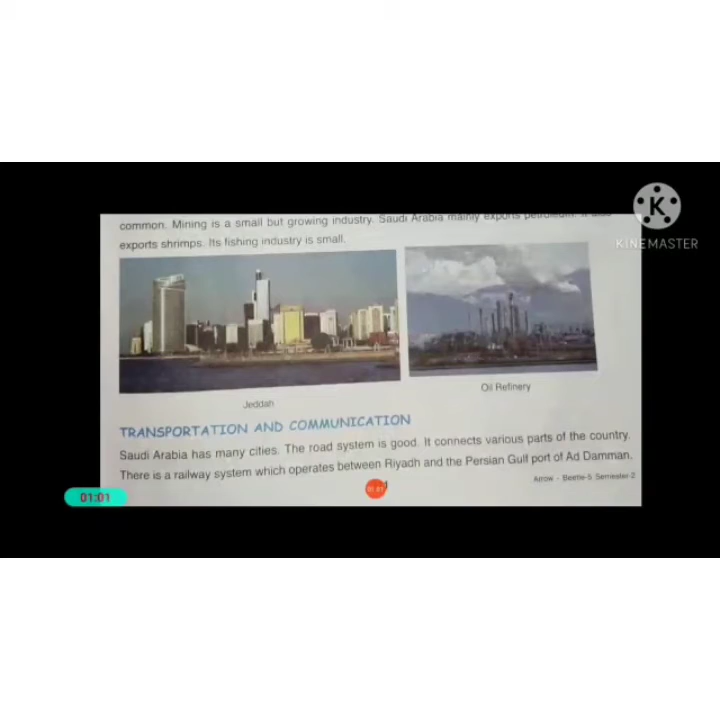 common. Mining is a small but growing industry. Saudi Arabia mainly exports petroleum. It also
exports shrimps. Its fishing industry is small.
KINEMASTER
Jeddah
Oil Refinery
TRANSPORTATION AND COMMUNICATION
Saudi Arabia has many cities. The road system is good. It connects various parts of the country.
There is a railway system which operates between Riyadh and the Persian Gulf port of Ad Damman.
Arrow - Beetle-5 Semester-2
01:01
01:01